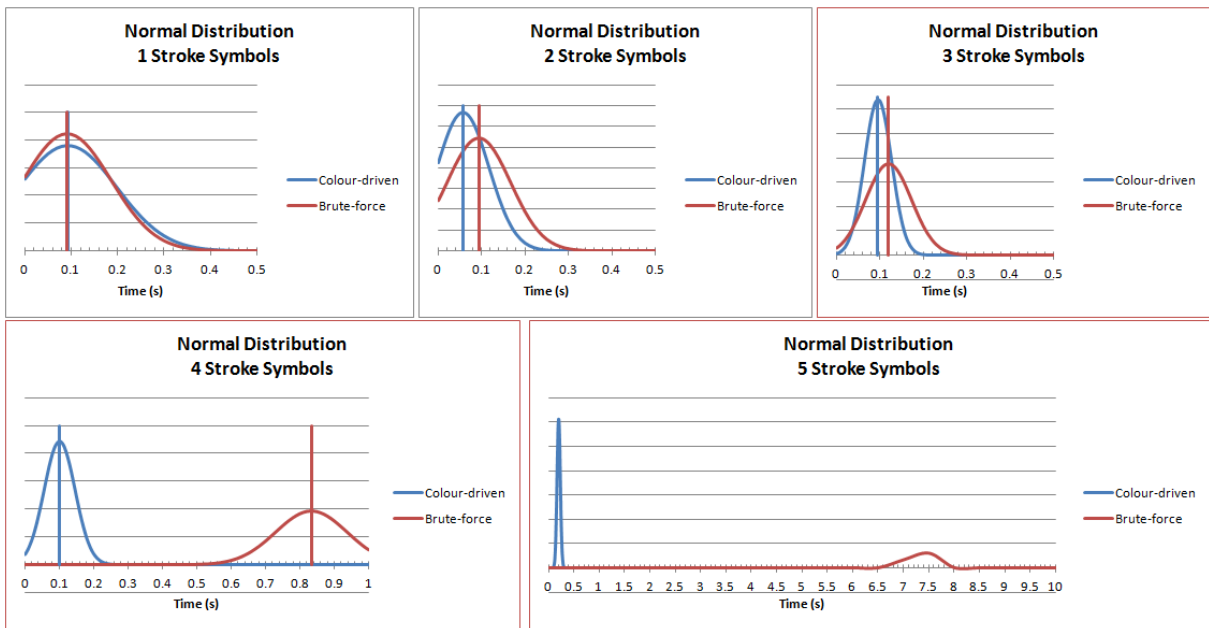 Normal Distribution
1 Stroke Symbols
Colour-driven
Brute-force
0 0.1 0.2 0.3 0.4 0.5
Time (s)
Normal Distribution
2 Stroke Symbols
Colour-driven
Brute-force
0 0.1 0.2 0.3 0.4 0.5
Time (s)
Normal Distribution
3 Stroke Symbols
Colour-driven
Brute-force
0 0.1 0.2 0.3 0.4 0.5
Time (s)
Normal Distribution
4 Stroke Symbols
Colour-driven
Brute-force
0 0.1 0.2 0.3 0.4 0.5 0.6 0.7 0.8 0.9 1
Time (s)
Normal Distribution
5 Stroke Symbols
Colour-driven
Brute-force
0 0.5 1 1.5 2 2.5 3 3.5 4 4.5 5 5.5 6 6.5 7 7.5 8 8.5 9 9.5 10
Time (s)